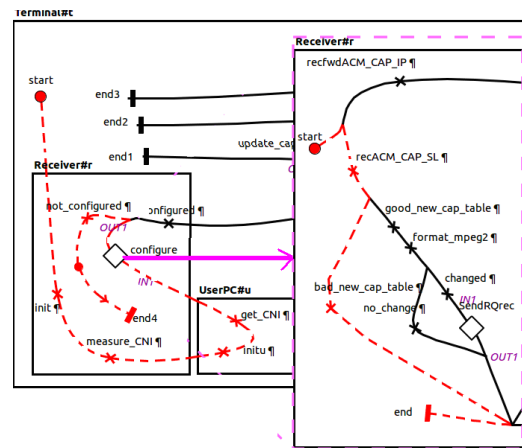 Terminal#t
Receiver#r
recfwdACM_CAP_IP ¶
start
end3
end2
update_cap
start
end1
recACM_CAP_SL ¶
Receiver#r
not_configured ¶
onfigured ¶
good_new_cap_table ¶
OUT1
format_mpeg2 ¶
configure
changed ¶
IN1
bad_new_cap_table ¶
UserPC#u
IN1
no_change ¶
sendRQrec
init ¶
end4
get_CNI ¶
measure_CNI ¶
initu ¶
OUT1
end